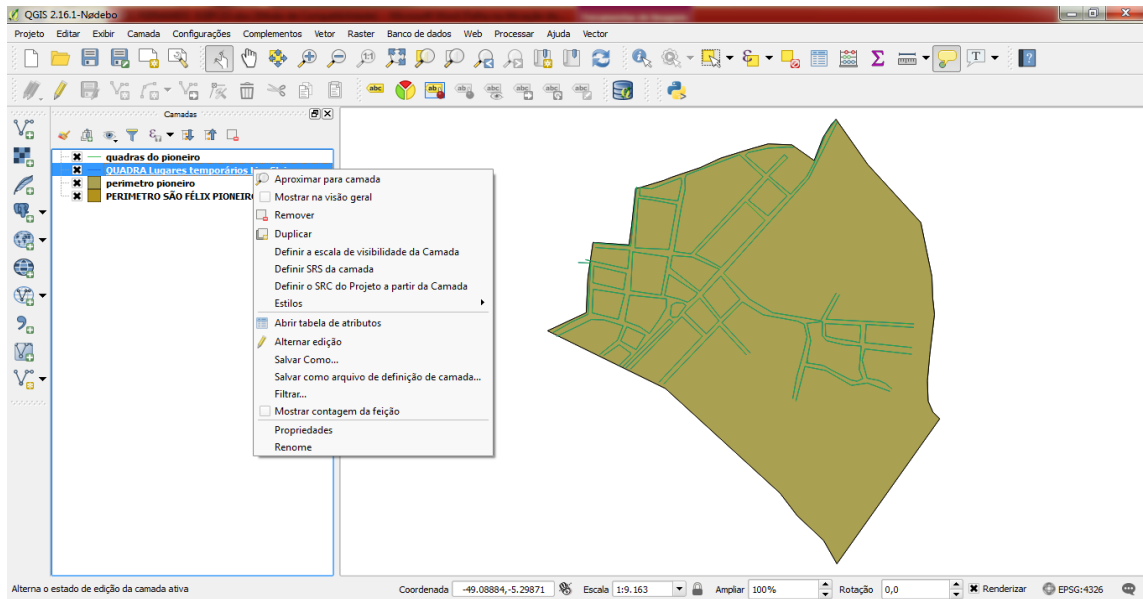 QGIS 2.16.1-Nødebo
Projeto Editar Exibir Camada Configurações Complementos Vetor Raster Banco de dados Web Processar Ajuda Vector
Camadas
quadras do pioneiro
QUADRA Lugares temporários
perimetro pioneiro
PERIMETRO SÃO FÉLIX PIONEIRO
Aproximar para camada
Mostrar na visão geral
Remover
Duplicar
Definir a escala de visibilidade da Camada
Definir SRS da camada
Definir o SRC do Projeto a partir da Camada
Estilos
Abrir tabela de atributos
Alternar edição
Salvar Como...
Salvar como arquivo de definição de camada...
Filtrar...
Mostrar contagem da feição
Propriedades
Renome
Alterna o estado de edição da camada ativa Coordenada -49.08884,-5.29871 Escala 1:9.163 Ampliar 100% Rotação 0,0 Renderizar EPSG:4326